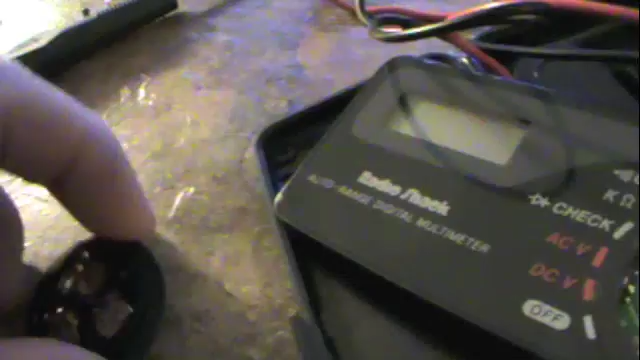 Radio Shack
AUTO-RANGE DIGITAL MULTIMETER
KΩ
CHECK
AC V
DC V
OFF